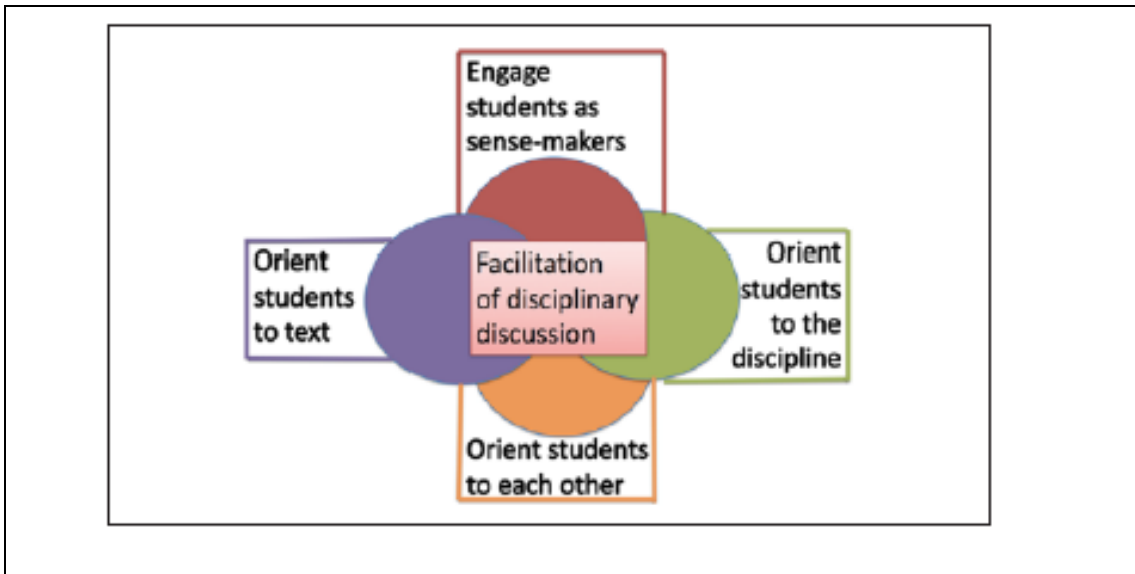 Engage
students as
sense-makers
Orient
students
to text
Facilitation
of disciplinary
discussion
Orient
students
to the
discipline
Orient students
to each other